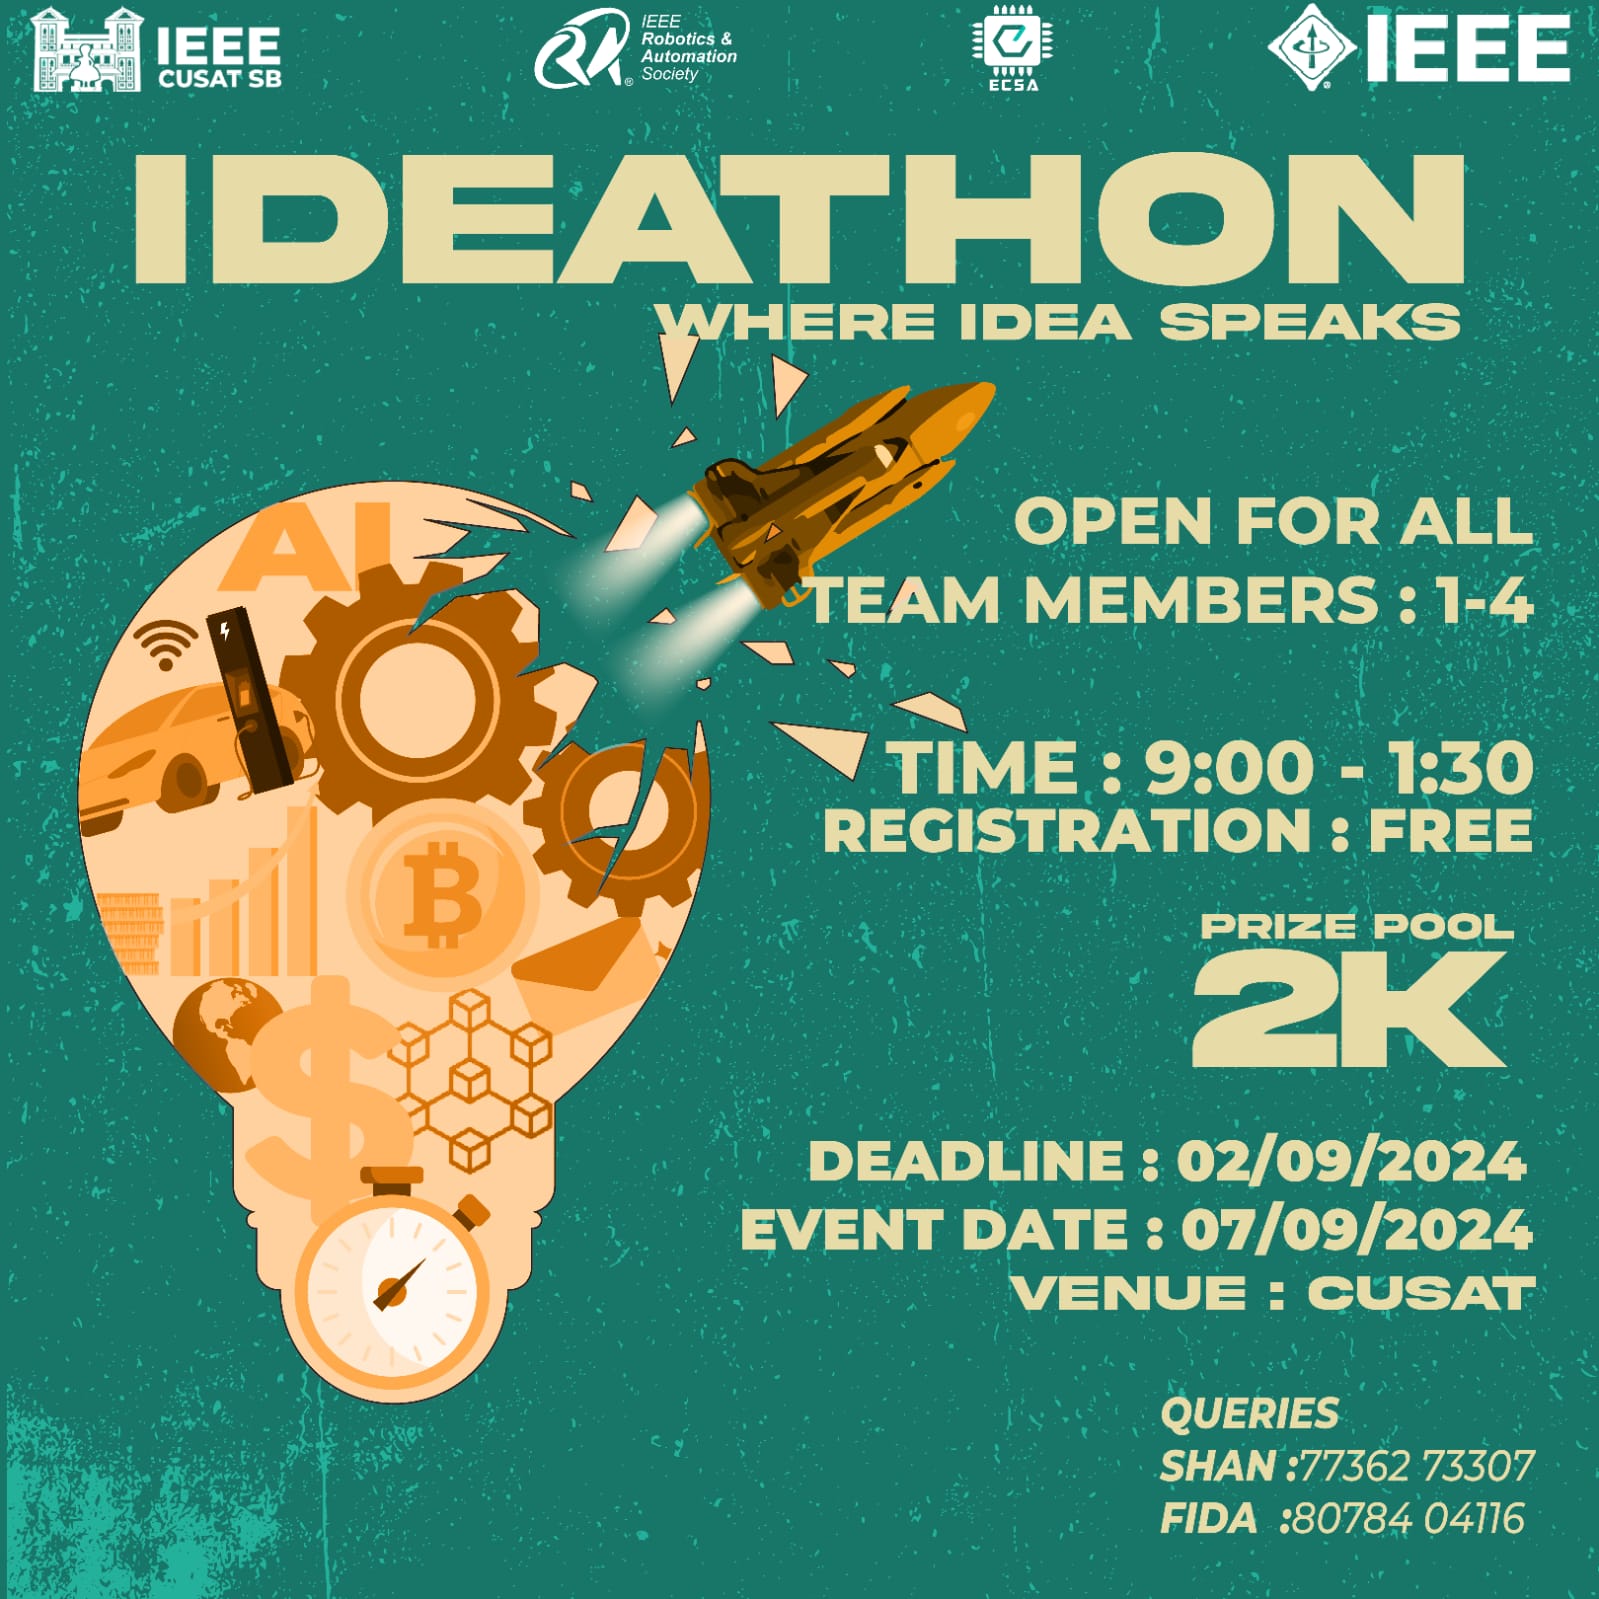 IEEE
CUSAT SB
IEEE
Robotics &
Automation
Society
RA
ECSA
IEEE
IDEATHON
WHERE IDEA SPEAKS
AI
OPEN FOR ALL
TEAM MEMBERS : 1-4
TIME : 9:00 - 1:30
REGISTRATION : FREE
PRIZE POOL
2K
DEADLINE : 02/09/2024
EVENT DATE : 07/09/2024
VENUE : CUSAT
QUERIES
SHAN :77362 73307
FIDA :80784 04116